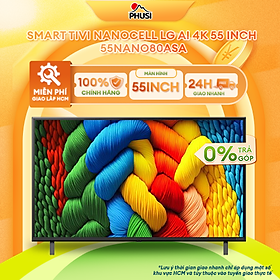 PHUSI
SMART TIVI NANOCELL LG AI 4K 55 INCH
55NANO80ASA
MIỄN PHÍ
GIAO LẮP HCM
100%
CHÍNH HÃNG
MÀN HÌNH
55INCH
24H
GIAO NHANH
0% TRẢ
GÓP
*Lưu ý thời gian giao nhanh chỉ áp dụng một số
khu vực HCM và tùy thuộc vào tuyến giao thực tế